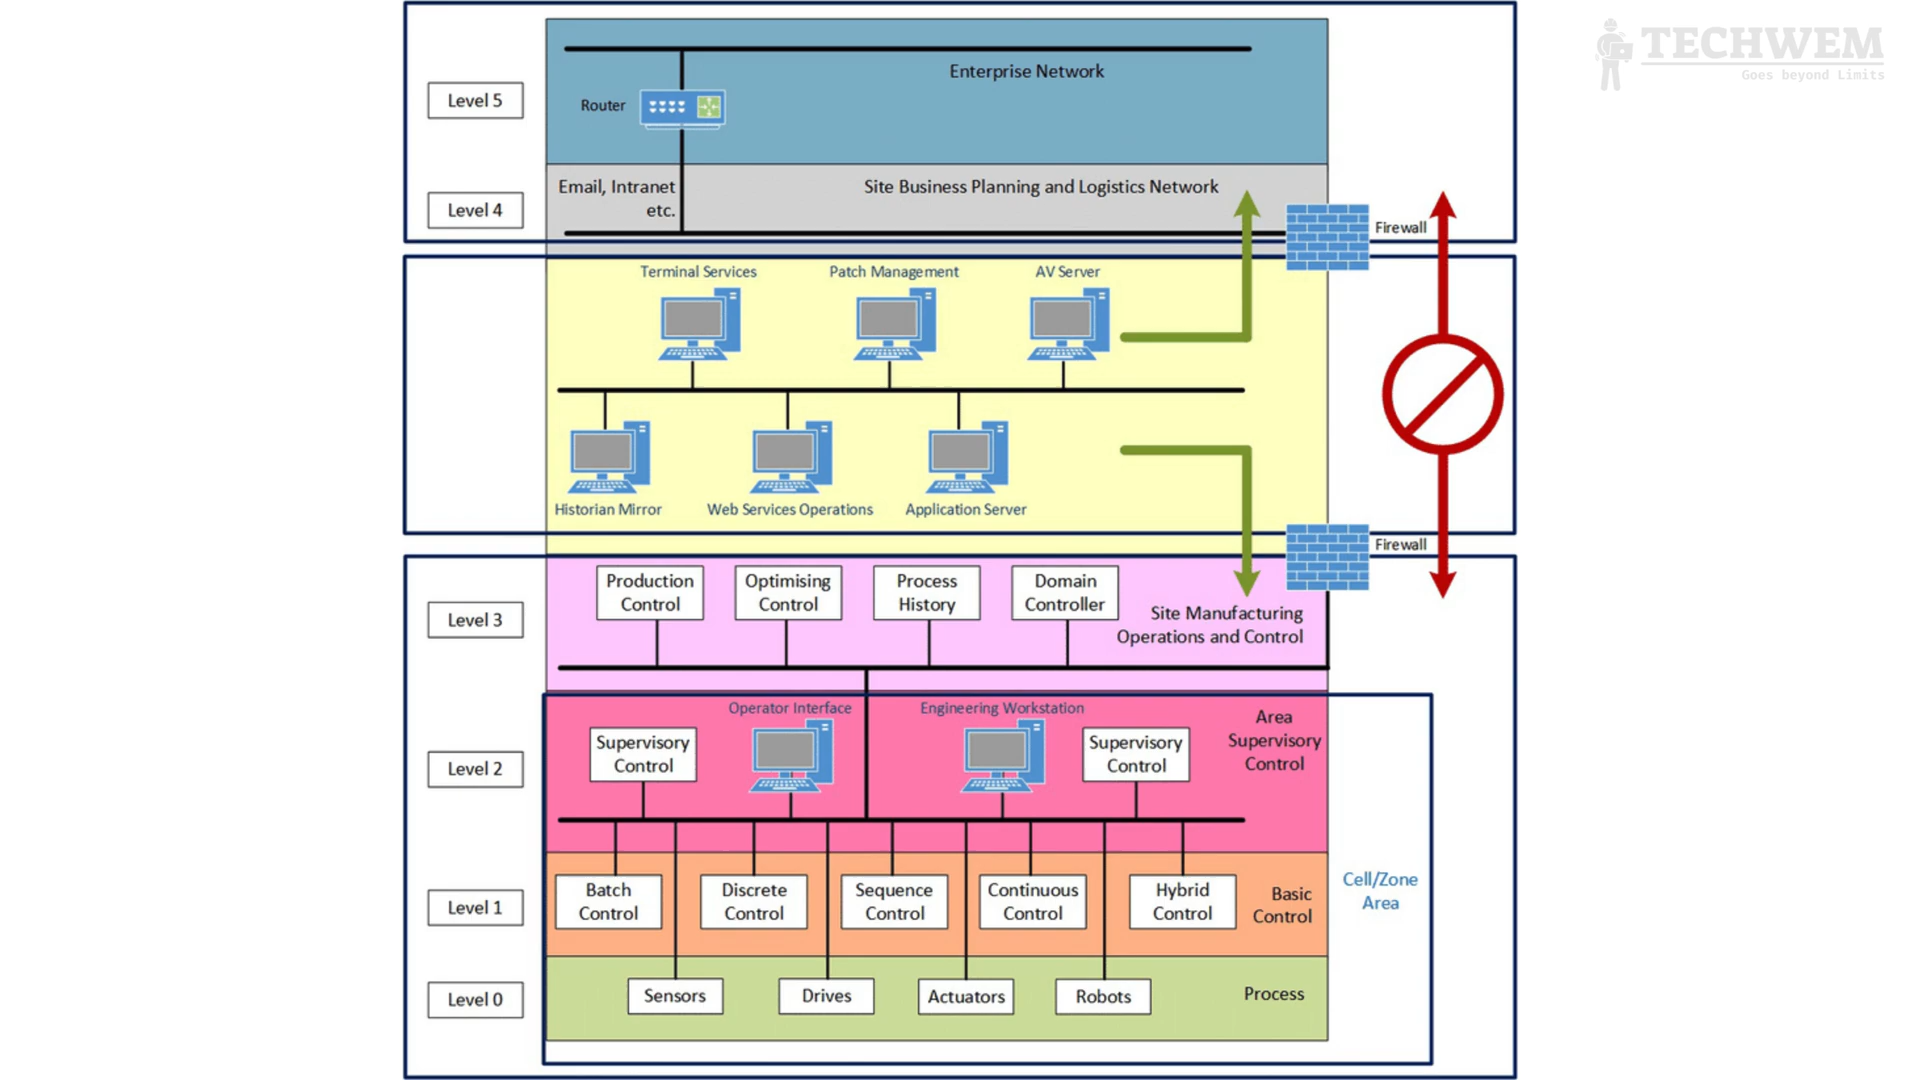 TECHWEM
Goes beyond Limits
Enterprise Network
Level 5
Router
Email, Intranet
etc.
Site Business Planning and Logistics Network
Level 4
Firewall
Terminal Services
Patch Management
AV Server
Historian Mirror
Web Services Operations
Application Server
Firewall
Level 3
Production
Control
Optimising
Control
Process
History
Domain
Controller
Site Manufacturing
Operations and Control
Level 2
Supervisory
Control
Operator Interface
Engineering Workstation
Supervisory
Control
Area
Supervisory
Control
Level 1
Batch
Control
Discrete
Control
Sequence
Control
Continuous
Control
Hybrid
Control
Basic
Control
Cell/Zone
Area
Level 0
Sensors
Drives
Actuators
Robots
Process